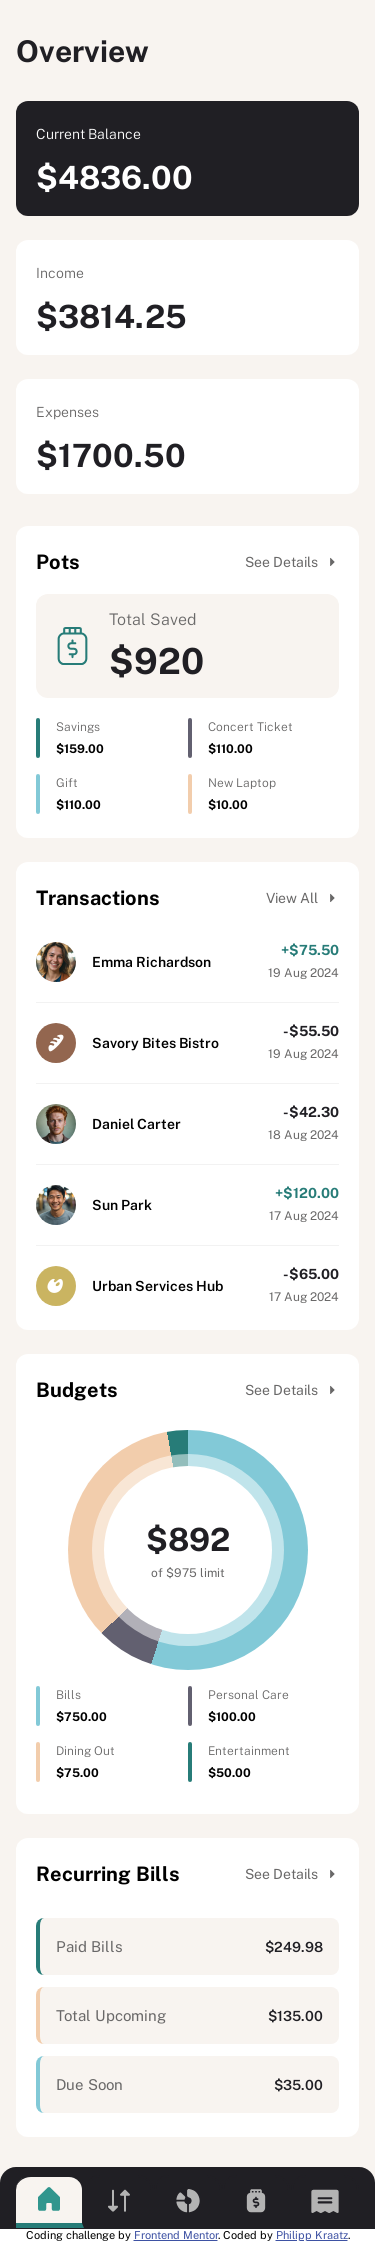 Overview
Current Balance
$4836.00
Income
$3814.25
Expenses
$1700.50
Pots
See Details
Total Saved
$920
Savings
$159.00
Concert Ticket
$110.00
Gift
$110.00
New Laptop
$10.00
Transactions
View All
Emma Richardson
+$75.50
19 Aug 2024
Savory Bites Bistro
-$55.50
19 Aug 2024
Daniel Carter
-$42.30
18 Aug 2024
Sun Park
+$120.00
17 Aug 2024
Urban Services Hub
-$65.00
17 Aug 2024
Budgets
See Details
$892
of $975 limit
Bills
$750.00
Personal Care
$100.00
Dining Out
$75.00
Entertainment
$50.00
Recurring Bills
See Details
Paid Bills $249.98
Total Upcoming $135.00
Due Soon $35.00
Coding challenge by Frontend Mentor. Coded by Philipp Kraatz.